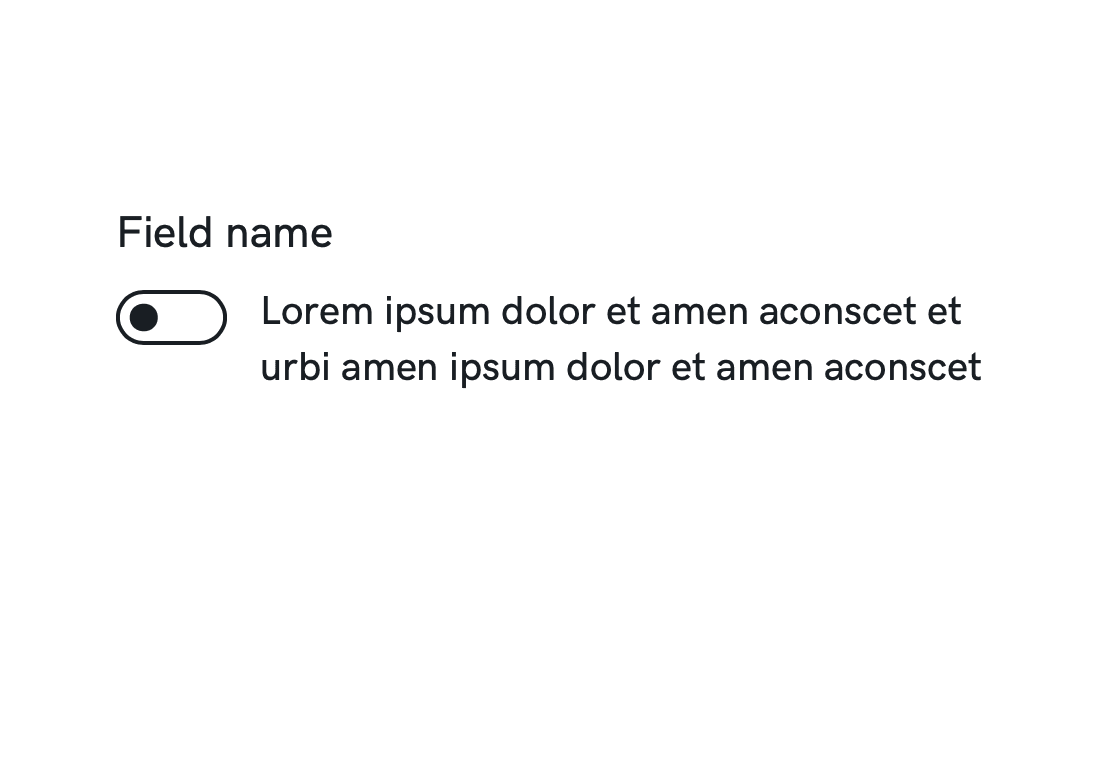 Field name
Lorem ipsum dolor et amen aconscet et
urbi amen ipsum dolor et amen aconscet